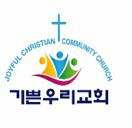 JOYFUL CHRISTIAN COMMUNITY CHURCH
기쁜우리교회